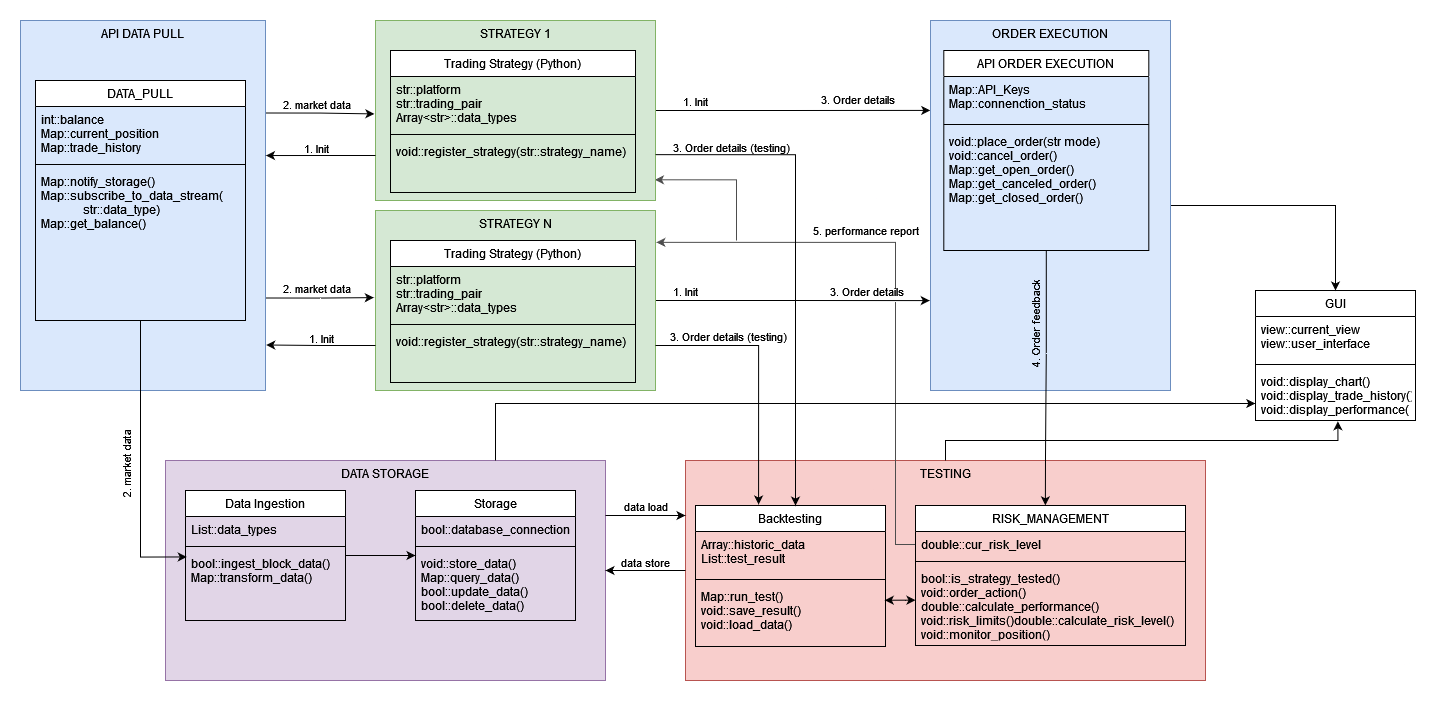 API DATA PULL
DATA_PULL
int::balance
Map::current_position
Map::trade_history
Map::notify_storage()
Map::subscribe_to_data_stream(
str::data_type)
Map::get_balance()
2. market data
1. Init
2. market data
1. Init
2. market data
STRATEGY 1
Trading Strategy (Python)
str::platform
str::trading_pair
Array<str>::data_types
void::register_strategy(str::strategy_name)
STRATEGY N
Trading Strategy (Python)
str::platform
str::trading_pair
Array<str>::data_types
void::register_strategy(str::strategy_name)
1. Init
3. Order details
3. Order details (testing)
5. performance report
1. Init
3. Order details
3. Order details (testing)
ORDER EXECUTION
API ORDER EXECUTION
Map::API_Keys
Map::connenction_status
void::place_order(str mode)
void::cancel_order()
Map::get_open_order()
Map::get_canceled_order()
Map::get_closed_order()
4. Order feedback
GUI
view::current_view
view::user_interface
void::display_chart()
void::display_trade_history(
void::display_performance(
DATA STORAGE
Data Ingestion
List::data_types
bool::ingest_block_data()
Map::transform_data()
Storage
bool::database_connection
void::store_data()
Map::query_data()
bool::update_data()
bool::delete_data()
data load
data store
TESTING
Backtesting
Array::historic_data
List::test_result
Map::run_test()
void::save_result()
void::load_data()
RISK_MANAGEMENT
double::cur_risk_level
bool::is_strategy_tested()
void::order_action()
double::calculate_performance()
void::risk_limits()double::calculate_risk_level()
void::monitor_position()